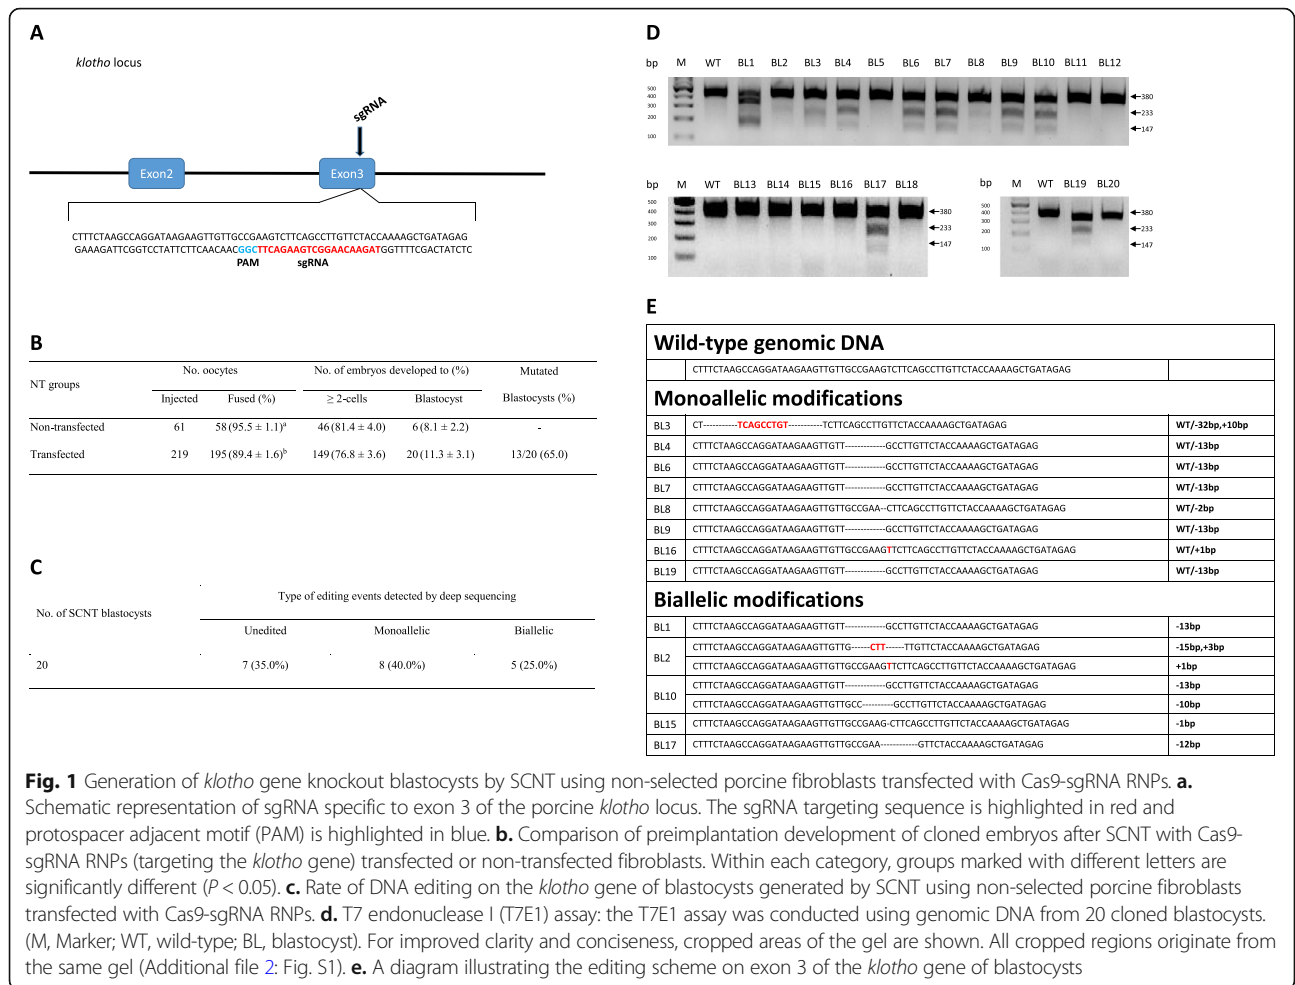 A
klotho locus
sgRNA
Exon2
Exon3
CTTTCTAAGCCAGGATAAGAAGTTGTTGCCGAAGTCTTCAGCCTTGTTCTACCAAAAGCTGATAGAG
GAAAGATTCGGTCCTATTCTTCAACAACGGCTTCAGAAGTCGGAACAAGATGGTTTTCGACTATCTC
PAM sgRNA
B
NT groups
No. oocytes
No. of embryos developed to (%)
Mutated
Blastocysts (%)
Injected Fused (%) ≥ 2-cells Blastocyst
Non-transfected 61 58 (95.5 ± 1.1)a 46 (81.4 ± 4.0) 6 (8.1 ± 2.2) -
Transfected 219 195 (89.4 ± 1.6)b 149 (76.8 ± 3.6) 20 (11.3 ± 3.1) 13/20 (65.0)
C
No. of SCNT blastocysts
Type of editing events detected by deep sequencing
Unedited Monoallelic Biallelic
20 7 (35.0%) 8 (40.0%) 5 (25.0%)
D
bp M WT BL1 BL2 BL3 BL4 BL5 BL6 BL7 BL8 BL9 BL10 BL11 BL12
500
400
300
200
100
380
233
147
bp M WT BL13 BL14 BL15 BL16 BL17 BL18
500
400
300
200
100
380
233
147
bp M WT BL19 BL20
500
400
300
200
100
380
233
147
E
Wild-type genomic DNA
CTTTCTAAGCCAGGATAAGAAGTTGTTGCCGAAGTCTTCAGCCTTGTTCTACCAAAAGCTGATAGAG
Monoallelic modifications
BL3 CT-----------TCAGCCTGT-----------TCTTCAGCCTTGTTCTACCAAAAGCTGATAGAG WT/-32bp,+10bp
BL4 CTTTCTAAGCCAGGATAAGAAGTTGTT-------------GCCTTGTTCTACCAAAAGCTGATAGAG WT/-13bp
BL6 CTTTCTAAGCCAGGATAAGAAGTTGTT-------------GCCTTGTTCTACCAAAAGCTGATAGAG WT/-13bp
BL7 CTTTCTAAGCCAGGATAAGAAGTTGTT-------------GCCTTGTTCTACCAAAAGCTGATAGAG WT/-13bp
BL8 CTTTCTAAGCCAGGATAAGAAGTTGTTGCCGAA--CTTCAGCCTTGTTCTACCAAAAGCTGATAGAG WT/-2bp
BL9 CTTTCTAAGCCAGGATAAGAAGTTGTT-------------GCCTTGTTCTACCAAAAGCTGATAGAG WT/-13bp
BL16 CTTTCTAAGCCAGGATAAGAAGTTGTTGCCGAAGTTCTTCAGCCTTGTTCTACCAAAAGCTGATAGAG WT/+1bp
BL19 CTTTCTAAGCCAGGATAAGAAGTTGTT-------------GCCTTGTTCTACCAAAAGCTGATAGAG WT/-13bp
Biallelic modifications
BL1 CTTTCTAAGCCAGGATAAGAAGTTGTT-------------GCCTTGTTCTACCAAAAGCTGATAGAG -13bp
BL2 CTTTCTAAGCCAGGATAAGAAGTTGTTG------CTT------TTGTTCTACCAAAAGCTGATAGAG -15bp,+3bp
CTTTCTAAGCCAGGATAAGAAGTTGTTGCCGAAGTTCTTCAGCCTTGTTCTACCAAAAGCTGATAGAG +1bp
BL10 CTTTCTAAGCCAGGATAAGAAGTTGTT-------------GCCTTGTTCTACCAAAAGCTGATAGAG -13bp
CTTTCTAAGCCAGGATAAGAAGTTGTTGCC----------GCCTTGTTCTACCAAAAGCTGATAGAG -10bp
BL15 CTTTCTAAGCCAGGATAAGAAGTTGTTGCCGAAG-CTTCAGCCTTGTTCTACCAAAAGCTGATAGAG -1bp
BL17 CTTTCTAAGCCAGGATAAGAAGTTGTTGCCGAA------------GTTCTACCAAAAGCTGATAGAG -12bp
Fig. 1 Generation of klotho gene knockout blastocysts by SCNT using non-selected porcine fibroblasts transfected with Cas9-sgRNA RNPs. a.
Schematic representation of sgRNA specific to exon 3 of the porcine klotho locus. The sgRNA targeting sequence is highlighted in red and
protospacer adjacent motif (PAM) is highlighted in blue. b. Comparison of preimplantation development of cloned embryos after SCNT with Cas9-
sgRNA RNPs (targeting the klotho gene) transfected or non-transfected fibroblasts. Within each category, groups marked with different letters are
significantly different (P < 0.05). c. Rate of DNA editing on the klotho gene of blastocysts generated by SCNT using non-selected porcine fibroblasts
transfected with Cas9-sgRNA RNPs. d. T7 endonuclease I (T7E1) assay: the T7E1 assay was conducted using genomic DNA from 20 cloned blastocysts.
(M, Marker; WT, wild-type; BL, blastocyst). For improved clarity and conciseness, cropped areas of the gel are shown. All cropped regions originate from
the same gel (Additional file 2: Fig. S1). e. A diagram illustrating the editing scheme on exon 3 of the klotho gene of blastocysts